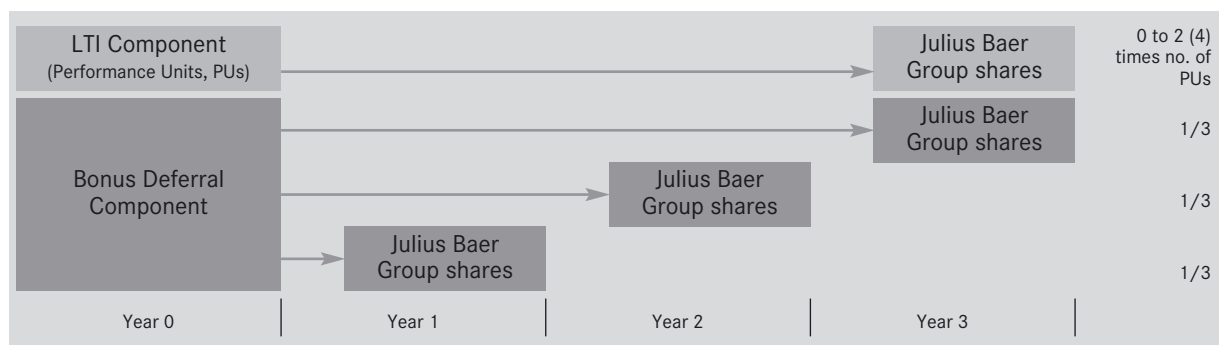 LTI Component
(Performance Units, PUs)
Julius Baer
Group shares
0 to 2 (4)
times no. of
PUs
Julius Baer
Group shares
1/3
Bonus Deferral
Component
Julius Baer
Group shares
1/3
Julius Baer
Group shares
1/3
Year 0
Year 1
Year 2
Year 3